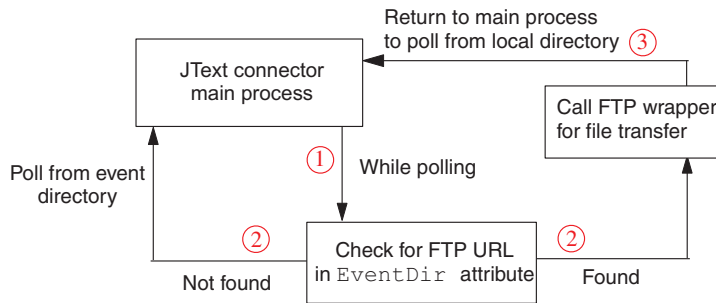 Return to main process
to poll from local directory ③
JText connector
main process
Call FTP wrapper
for file transfer
①
While polling
Poll from event
directory
②
Not found
Check for FTP URL
in EventDir attribute
②
Found